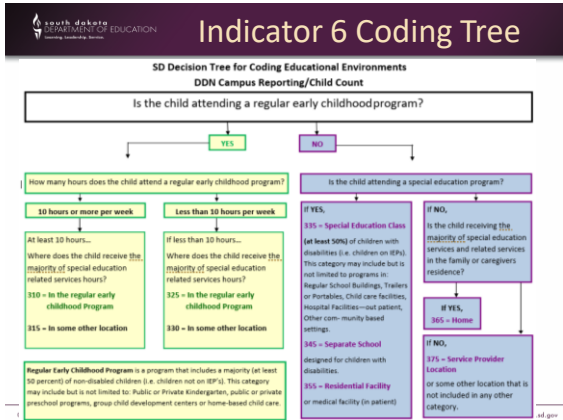 south dakota
DEPARTMENT OF EDUCATION
Learning. Leadership. Service.
Indicator 6 Coding Tree
SD Decision Tree for Coding Educational Environments
DDN Campus Reporting/Child Count
Is the child attending a regular early childhoodprogram?
YES
NO
How many hours does the child attend a regular early childhood program?
10 hours or more per week
Less than 10 hours per week
At least 10 hours...
Where does the child receive the
majority of special education
related services hours?
310 = In the regular early
childhood Program
315 = In some other location
If less than 10 hours...
Where does the child receive the
majority of special education
related services hours?
325 = In the regular early
childhood Program
330 = In some other location
Regular Early Childhood Program is a program that includes a majority (at least
50 percent) of non-disabled children (i.e. children not on IEP's). This category
may include but is not limited to: Public or Private Kindergarten, public or private
preschool programs, group child development centers or home-based child care.
Is the child attending a special education program?
If YES,
335 = Special Education Class
(at least 50%) of children with
disabilities (i.e. children on IEPs).
This category may include but is
not limited to programs in:
Regular School Buildings, Trailers
or Portables, Child care facilities,
Hospital Facilities—out patient,
Other com- munity based
settings.
345 = Separate School
designed for children with
disabilities.
355 = Residential Facility
or medical facility (in patient)
If NO,
Is the child receiving the
majority of special education
services and related services
in the family or caregivers
residence?
If YES,
365 = Home
If NO,
375 = Service Provider
Location
or some other location that is
not included in any other
category.
.sd.gov